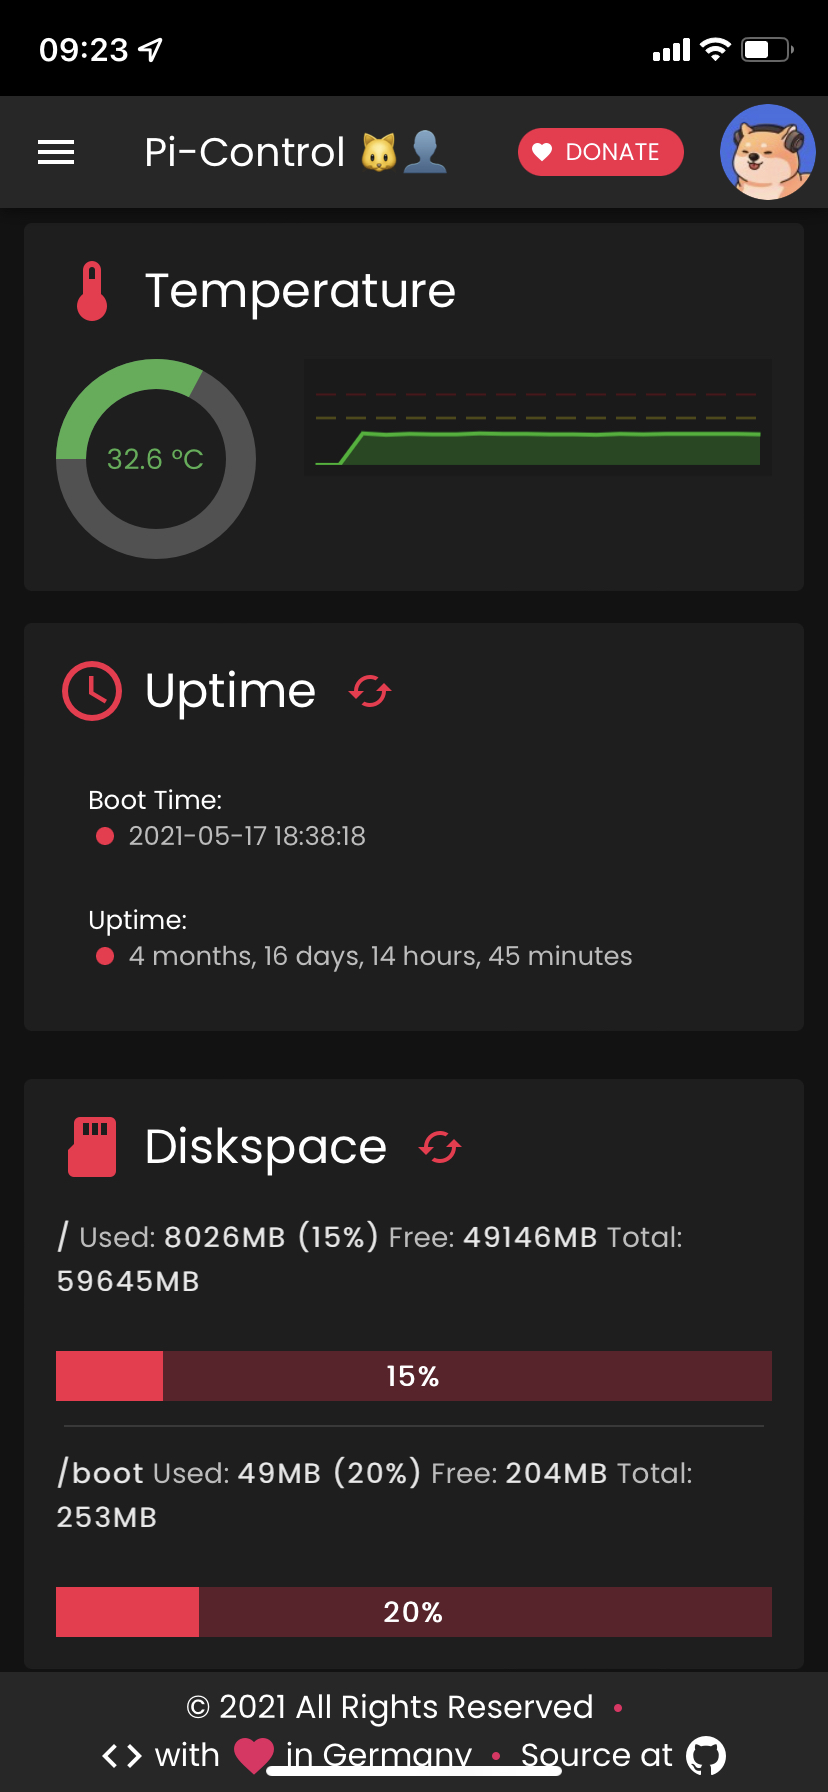 09:23
Pi-Control 🐱👤
DONATE
Temperature
32.6 °C
Uptime
Boot Time:
2021-05-17 18:38:18
Uptime:
4 months, 16 days, 14 hours, 45 minutes
Diskspace
/ Used: 8026MB (15%) Free: 49146MB Total:
59645MB
15%
/boot Used: 49MB (20%) Free: 204MB Total:
253MB
20%
© 2021 All Rights Reserved •
<> with ❤ in Germany • Source at